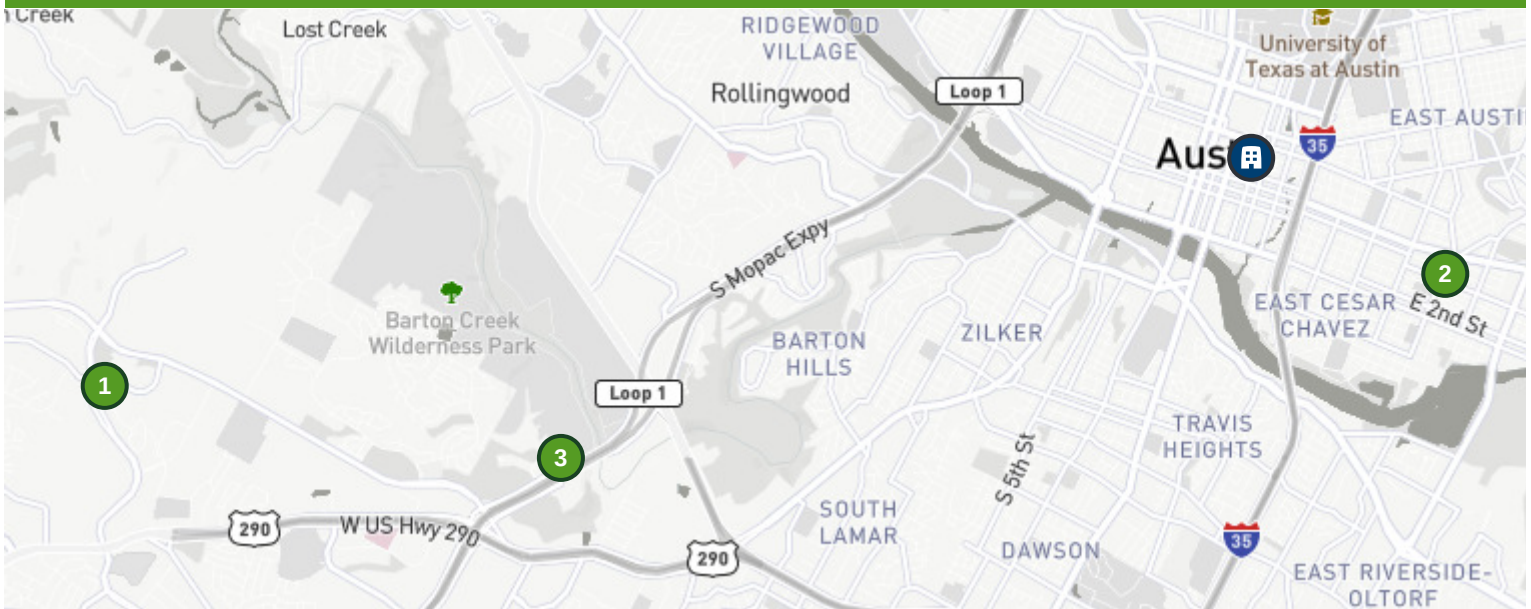 Creek
Lost Creek
RIDGEWOOD
VILLAGE
Rollingwood
Loop 1
University of
Texas at Austin
EAST AUSTI
Aus
35
S Mopac Expy
Barton Creek
Wilderness Park
BARTON
HILLS
ZILKER
EAST CESAR
CHAVEZ
2
E 2nd St
1
Loop 1
3
TRAVIS
HEIGHTS
S 5th St
SOUTH
LAMAR
290
W US Hwy 290
290
DAWSON
35
EAST RIVERSIDE-
OLTORF